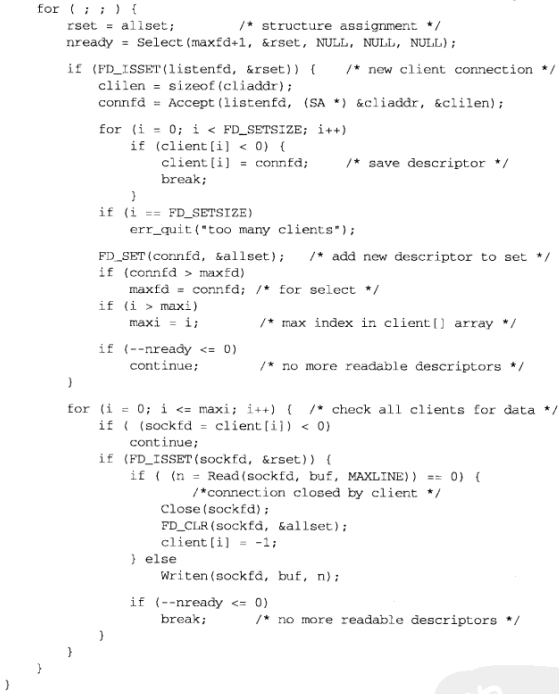 for ( ; ; ) {
rset = allset; /* structure assignment */
nready = Select(maxfd+1, &rset, NULL, NULL, NULL);
if (FD_ISSET(listenfd, &rset)) { /* new client connection */
clilen = sizeof(cliaddr);
connfd = Accept(listenfd, (SA *) &cliaddr, &clilen);
for (i = 0; i < FD_SETSIZE; i++)
if (client[i] < 0) {
client[i] = connfd; /* save descriptor */
break;
}
if (i == FD_SETSIZE)
err_quit("too many clients");
FD_SET(connfd, &allset); /* add new descriptor to set */
if (connfd > maxfd)
maxfd = connfd; /* for select */
if (i > maxi)
maxi = i; /* max index in client[] array */
if (--nready <= 0)
continue; /* no more readable descriptors */
}
for (i = 0; i <= maxi; i++) { /* check all clients for data */
if ( (sockfd = client[i]) < 0)
continue;
if (FD_ISSET(sockfd, &rset)) {
if ( (n = Read(sockfd, buf, MAXLINE)) == 0) {
/*connection closed by client */
Close(sockfd);
FD_CLR(sockfd, &allset);
client[i] = -1;
} else
Writen(sockfd, buf, n);
if (--nready <= 0)
break; /* no more readable descriptors */
}
}
}
}